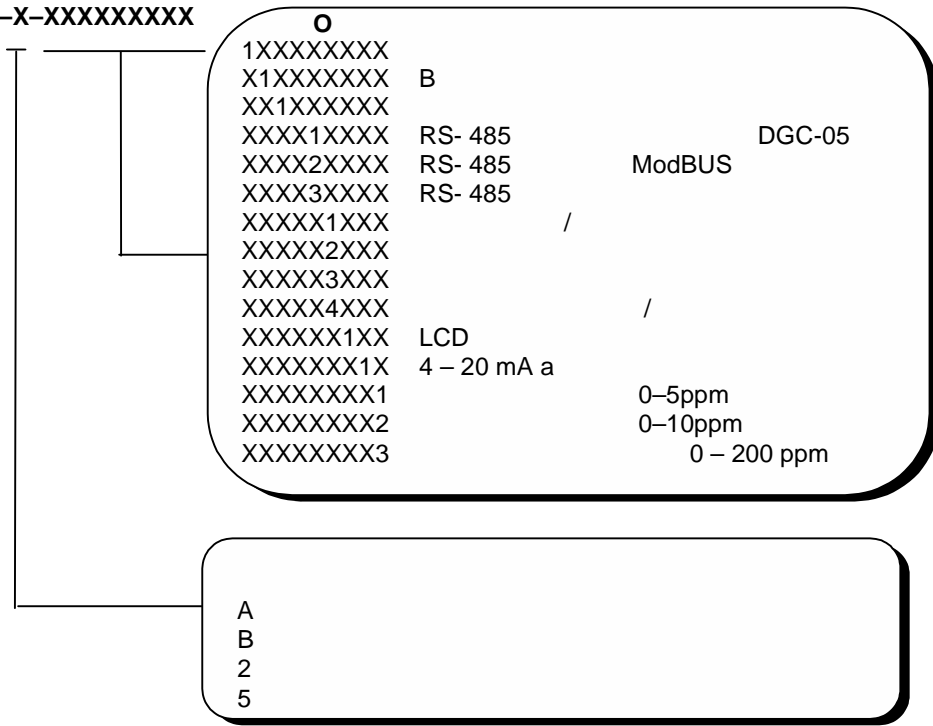 –X–XXXXXXXXX
O
1XXXXXXXX
X1XXXXXXX B
XX1XXXXXX
XXXX1XXXX RS- 485 DGC-05
XXXX2XXXX RS- 485 ModBUS
XXXX3XXXX RS- 485
XXXXX1XXX /
XXXXX2XXX
XXXXX3XXX
XXXXX4XXX /
XXXXXX1XX LCD
XXXXXXX1X 4 – 20 mA a
XXXXXXXX1 0–5ppm
XXXXXXXX2 0–10ppm
XXXXXXXX3 0 – 200 ppm
A
B
2
5